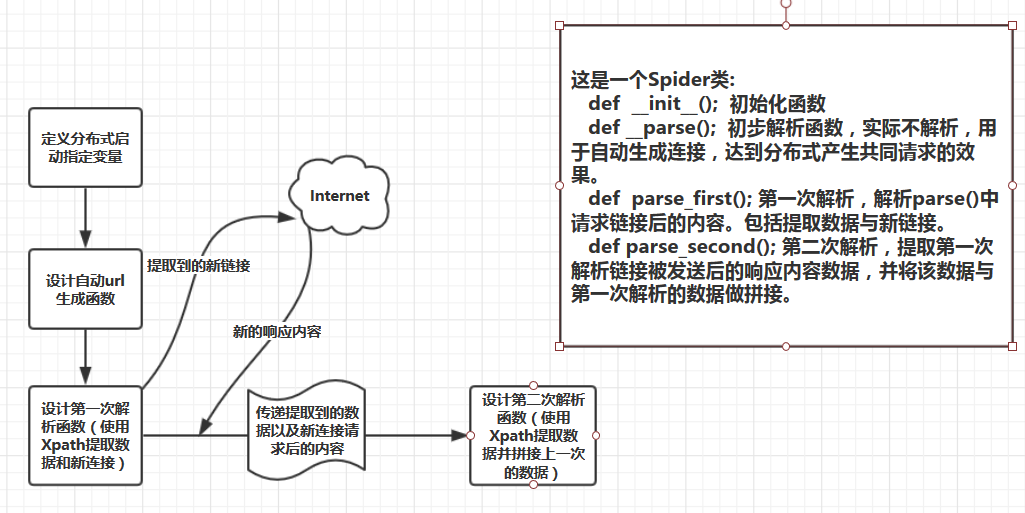 定义分布式启
动指定变量
设计自动url
生成函数
设计第一次解
析函数（使用
Xpath提取数
据和新连接）
提取到的新链接
Internet
新的响应内容
传递提取到的数
据以及新连接请
求后的内容
设计第二次解析
函数（使用
Xpath提取数
据并拼接上一次
的数据）
这是一个Spider类:
def __init__(); 初始化函数
def __parse(); 初步解析函数，实际不解析，用
于自动生成连接，达到分布式产生共同请求的效
果。
def parse_first(); 第一次解析，解析parse()中
请求链接后的内容。包括提取数据与新链接。
def parse_second(); 第二次解析，提取第一次
解析链接被发送后的响应内容数据，并将该数据与
第一次解析的数据做拼接。